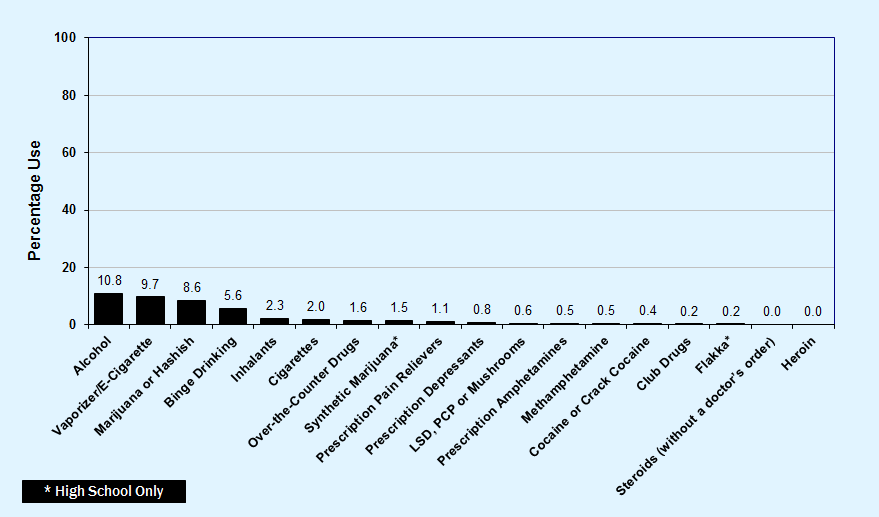 100
80
60
40
20
0
Percentage Use
10.8
9.7
8.6
5.6
2.3
2.0
1.6
1.5
1.1
0.8
0.6
0.5
0.5
0.4
0.2
0.2
0.0
0.0
Alcohol
Vaporizer/E-Cigarette
Marijuana or Hashish
Binge Drinking
Inhalants
Cigarettes
Over-the-Counter Drugs
Synthetic Marijuana*
Prescription Pain Relievers
Prescription Depressants
LSD, PCP or Mushrooms
Prescription Amphetamines
Methamphetamine
Cocaine or Crack Cocaine
Club Drugs
Flakka*
Steroids (without a doctor's order)
Heroin
* High School Only